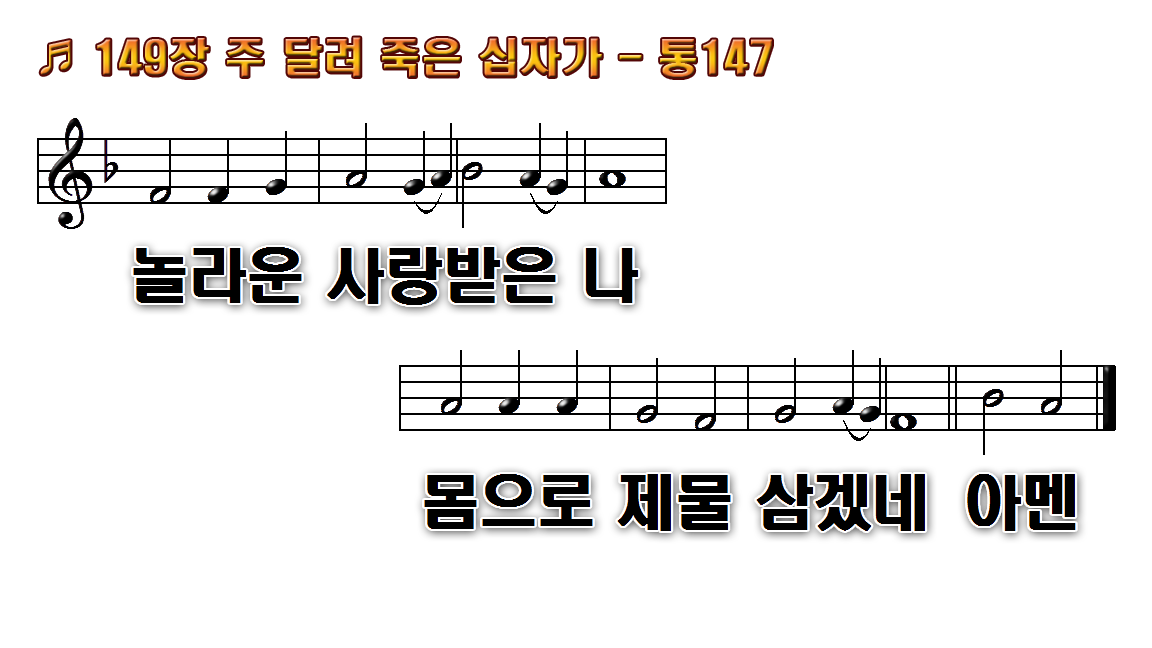 ♬ 149장 주 달려 죽은 십자가 - 통147
놀라운 사랑받은 나
몸으로 제물 삼겠네 아멘